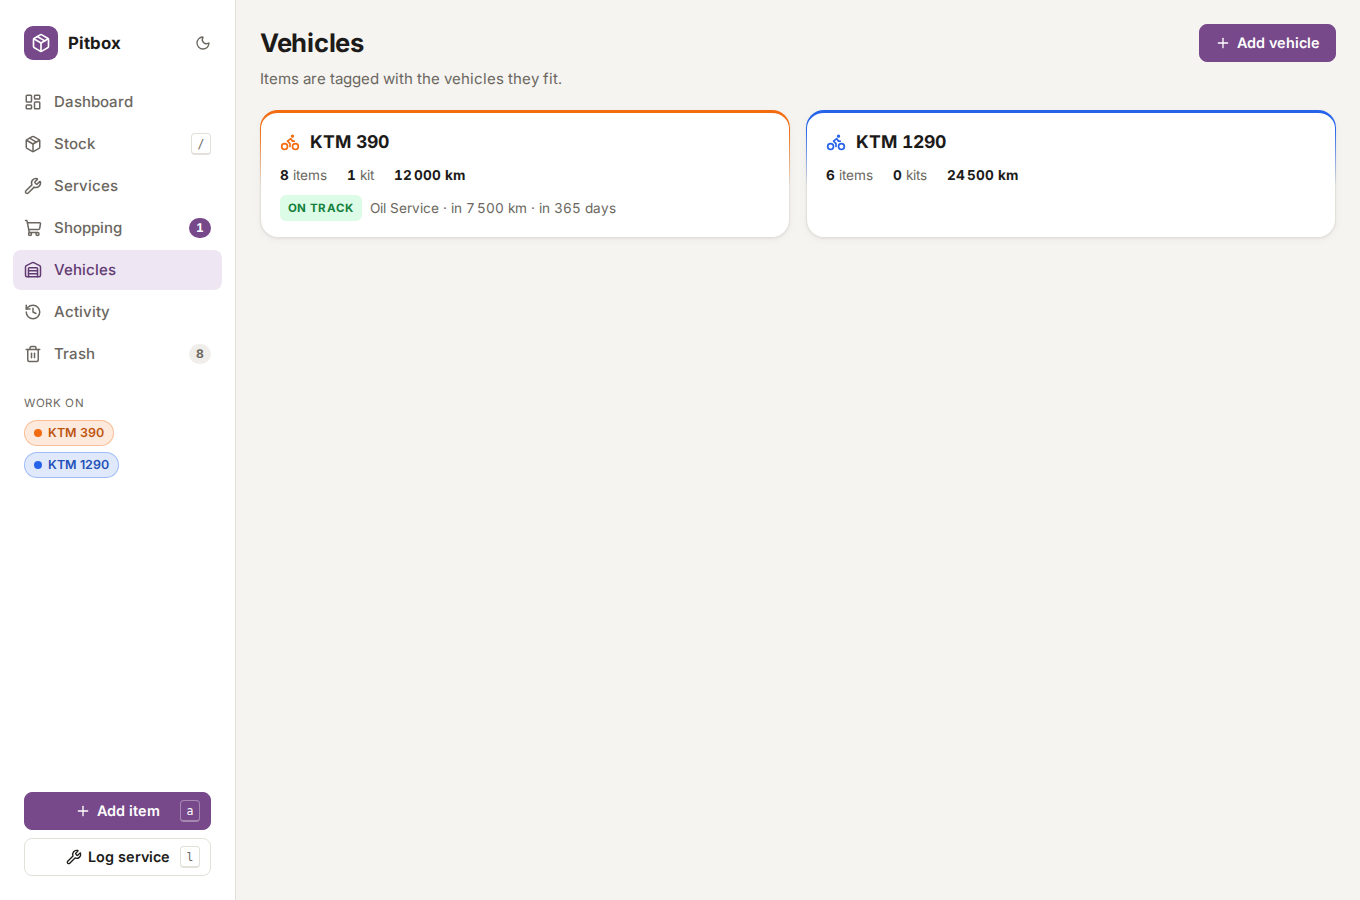 Pitbox
Dashboard
Stock /
Services
Shopping 1
Vehicles
Activity
Trash 8
WORK ON
KTM 390
KTM 1290
Add item a
Log service l
Vehicles
Add vehicle
Items are tagged with the vehicles they fit.
KTM 390
8 items 1 kit 12 000 km
ON TRACK Oil Service · in 7 500 km · in 365 days
KTM 1290
6 items 0 kits 24 500 km